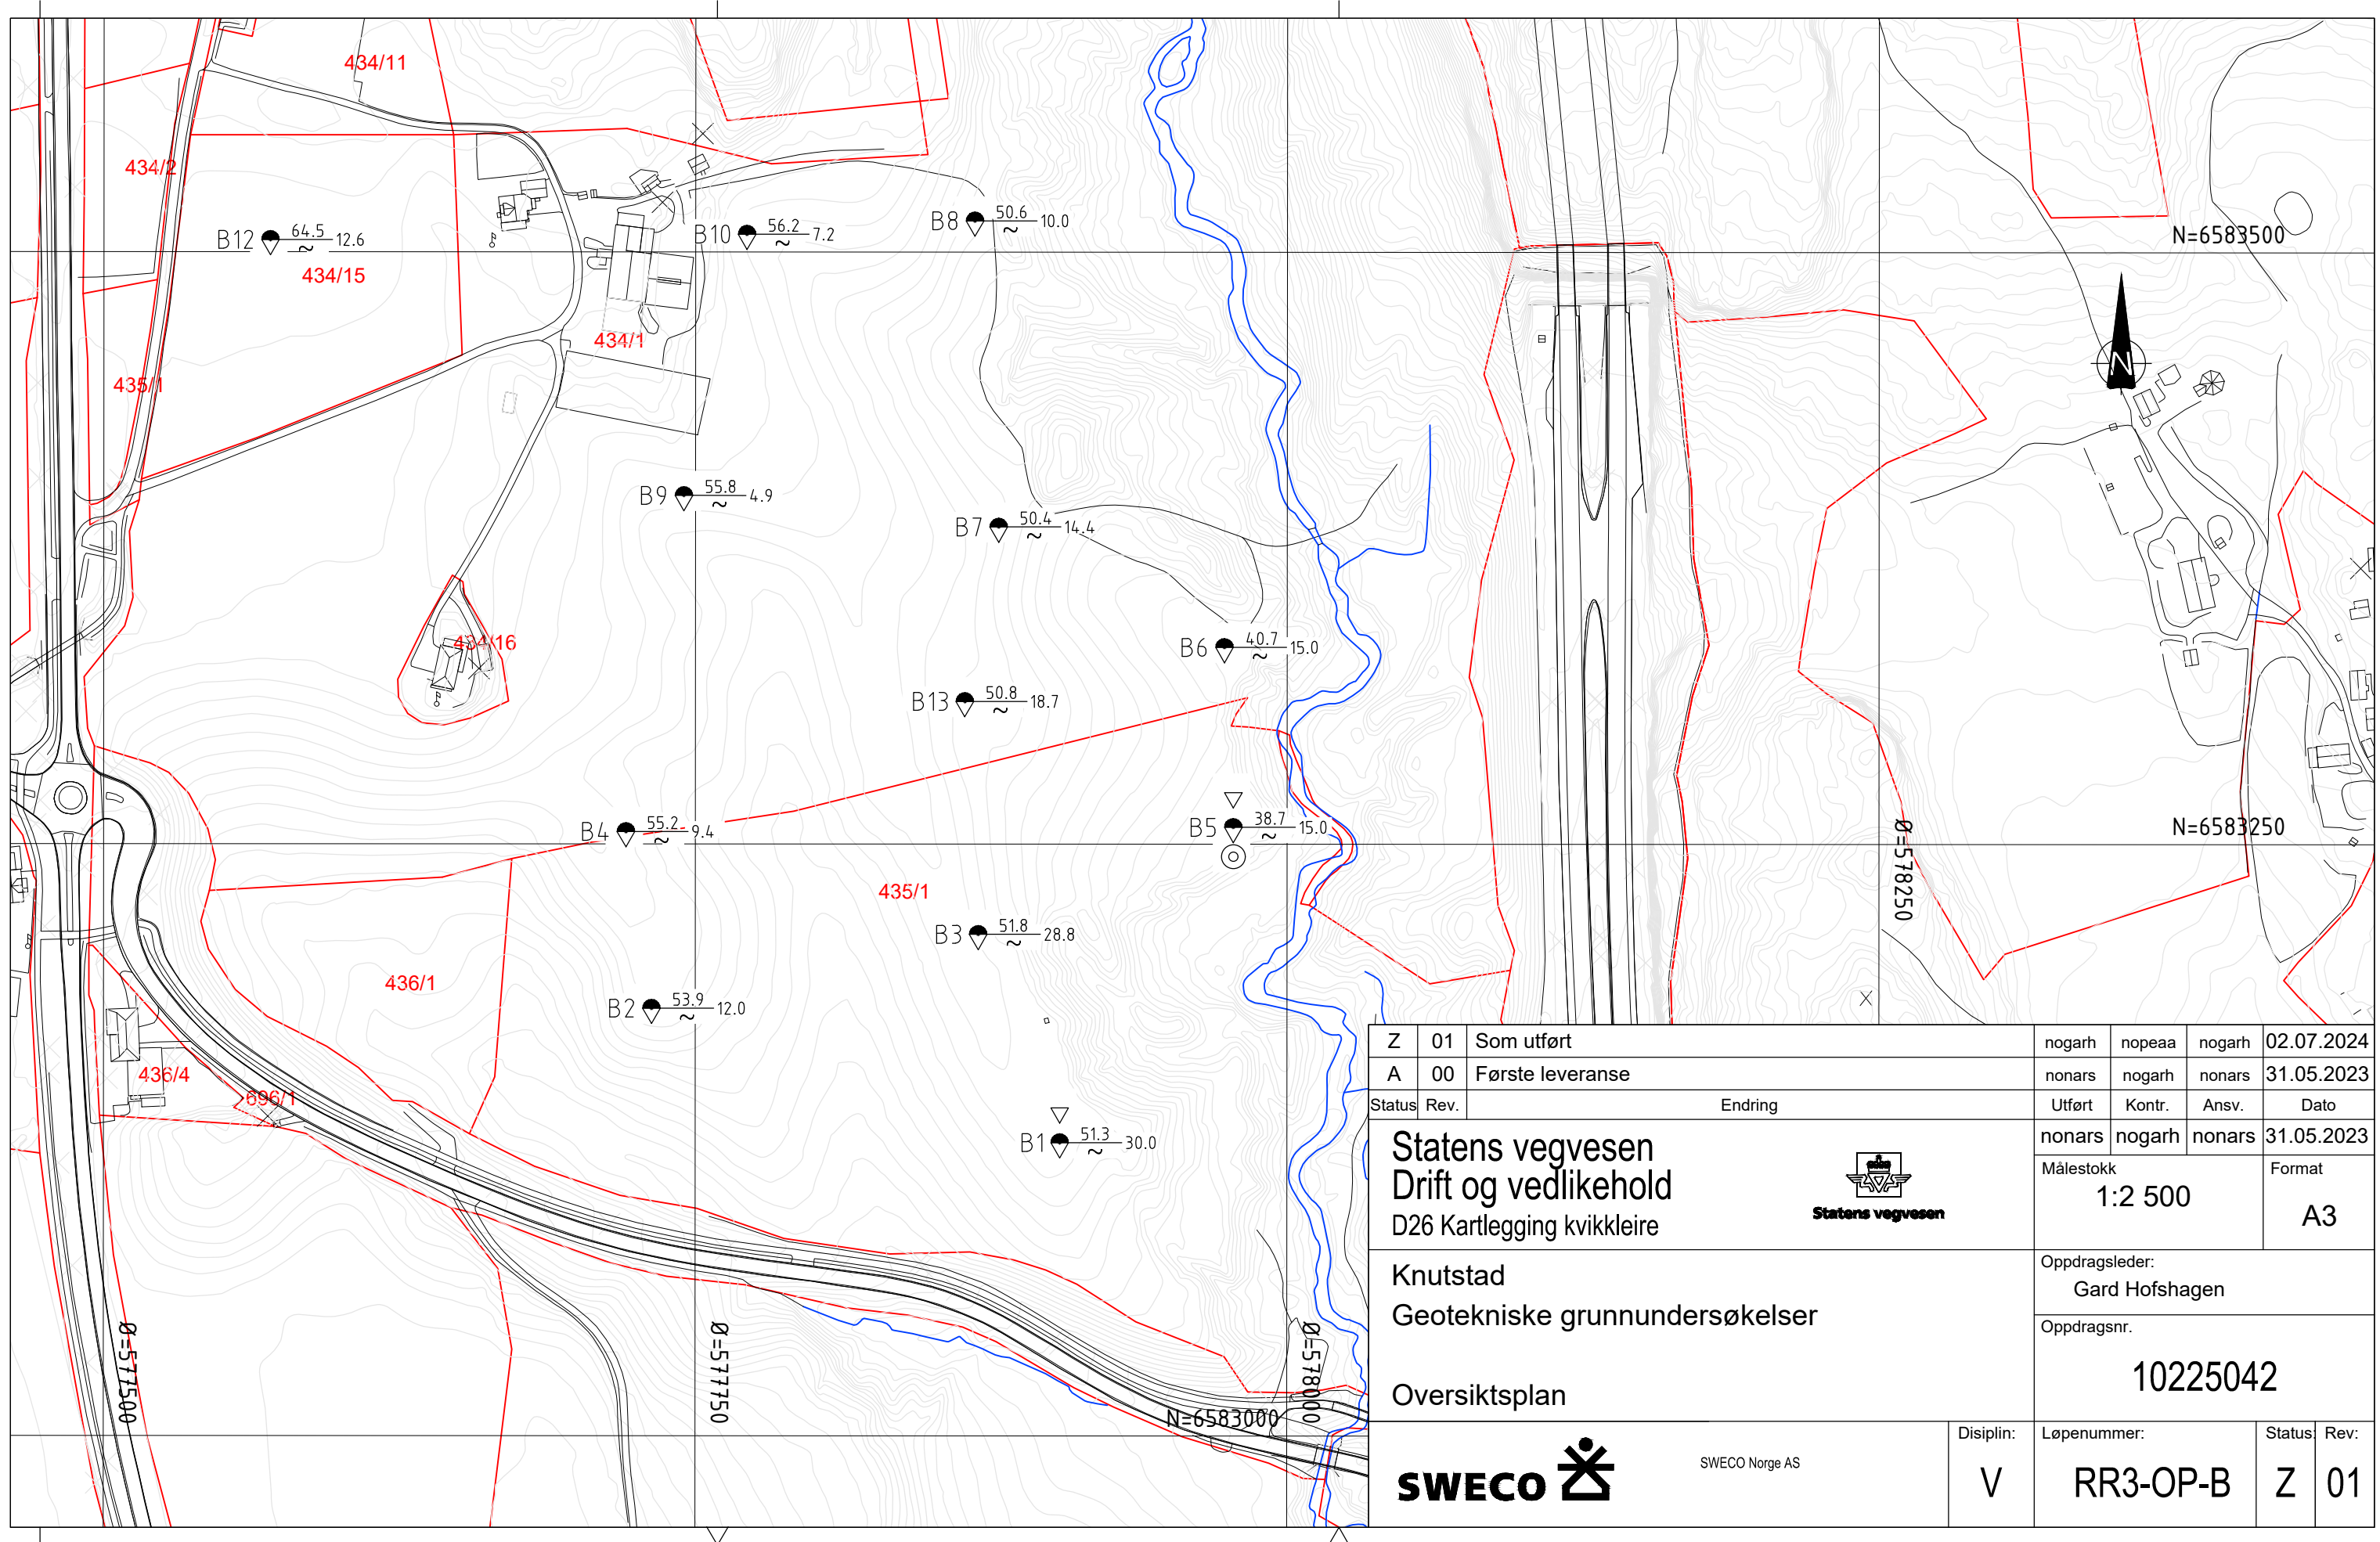 434/11
434/2
B12 64.5 12.6
~
434/15
B10 56.2 7.2
~
B8 50.6 10.0
~
N=6583500
434/1
435/1
N
B9 55.8 4.9
~
B7 50.4 14.4
~
434/16
B6 40.7 15.0
~
B13 50.8 18.7
~
B4 55.2 9.4
~
B5 38.7 15.0
~
N=6583250
Ø=578250
435/1
B3 51.8 28.8
~
436/1
B2 53.9 12.0
~
436/4
696/1
B1 51.3 30.0
~
Ø=577500
Ø=577750
Ø=578000
N=6583000
Z 01 Som utført nogarh nopeaa nogarh 02.07.2024
A 00 Første leveranse nonars nogarh nonars 31.05.2023
Status Rev. Endring Utført Kontr. Ansv. Dato
nonars nogarh nonars 31.05.2023
Statens vegvesen
Drift og vedlikehold
D26 Kartlegging kvikkleire
Statens vegvesen
Målestokk
1:2 500
Format
A3
Knutstad
Geotekniske grunnundersøkelser
Oversiktsplan
Oppdragsleder:
Gard Hofshagen
Oppdragsnr.
10225042
SWECO
SWECO Norge AS
Disiplin:
V
Løpenummer:
RR3-OP-B
Status:
Z
Rev:
01